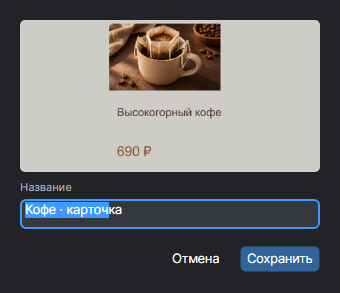 Высокогорный кофе
690 ₽
Название
Кофе · карточка
Отмена
Сохранить